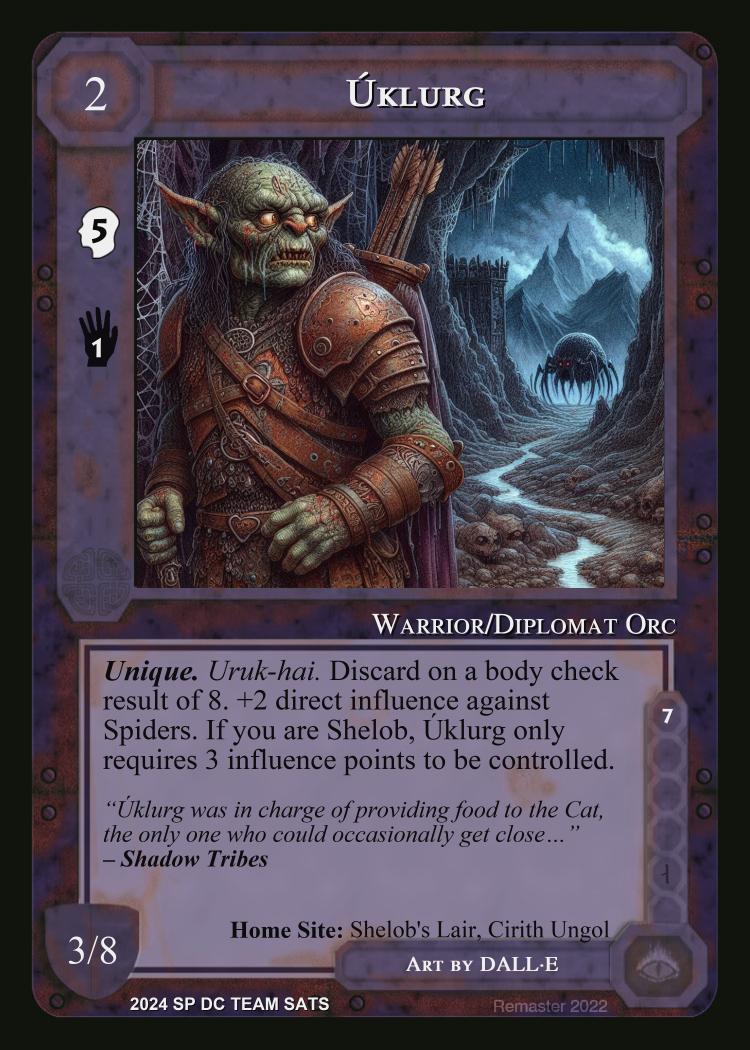 2
Úklurg
5
1
Warrior/Diplomat Orc
Unique. Uruk-hai. Discard on a body check
result of 8. +2 direct influence against
Spiders. If you are Shelob, Úklurg only
requires 3 influence points to be controlled.
7
“Úklurg was in charge of providing food to the Cat,
the only one who could occasionally get close…”
– Shadow Tribes
Home Site: Shelob's Lair, Cirith Ungol
3/8
Art by DALL·E
2024 SP DC TEAM SATS
Remaster 2022